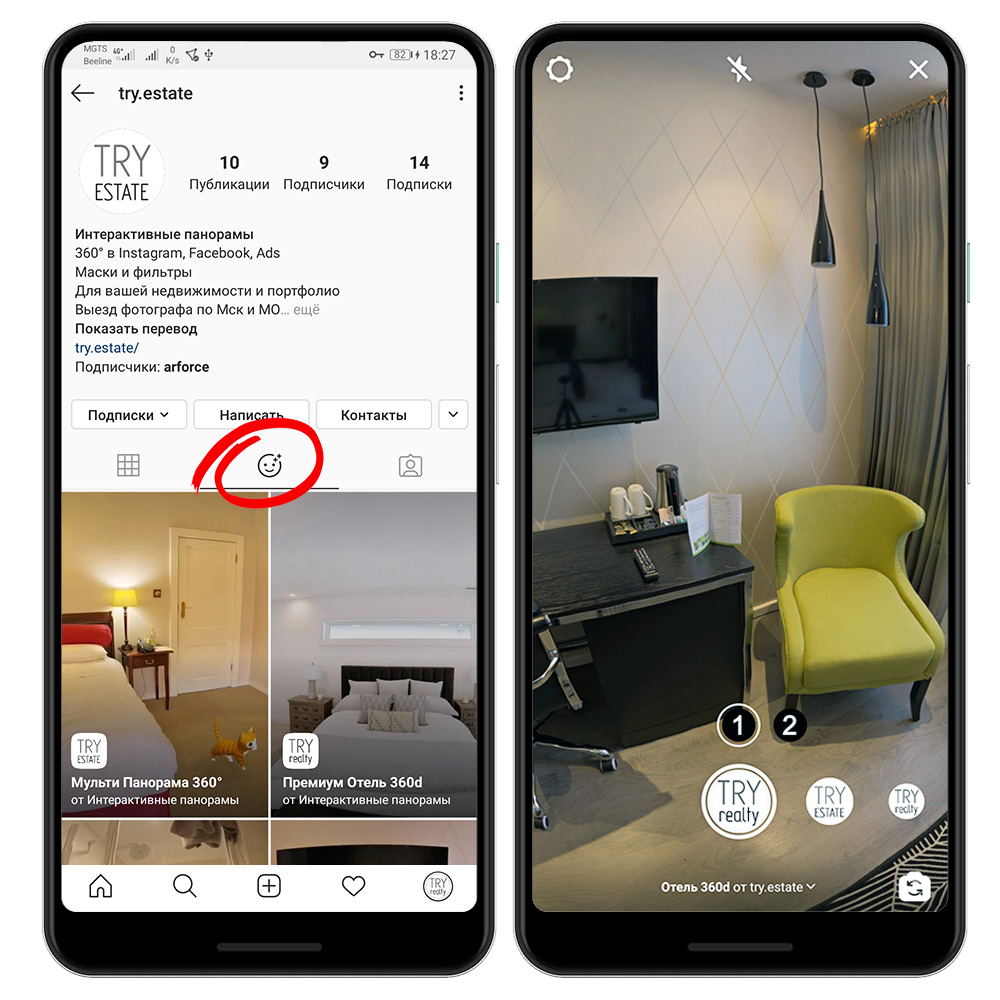 MGTS
Beeline
4G+
0
K/s
82
18:27
try.estate
TRY
ESTATE
10
9
14
Публикации
Подписчики
Подписки
Интерактивные панорамы
360° в Instagram, Facebook, Ads
Маски и фильтры
Для вашей недвижимости и портфолио
Выезд фотографа по Мск и МО... ещё
Показать перевод
try.estate/
Подписчики: arforce
Подписки
Написать
Контакты
TRY
ESTATE
Мульти Панорама 360°
от Интерактивные панорамы
TRY
realty
Премиум Отель 360d
от Интерактивные панорамы
TRY
realty
1
2
TRY
realty
TRY
ESTATE
TRY
realty
Отель 360d от try.estate